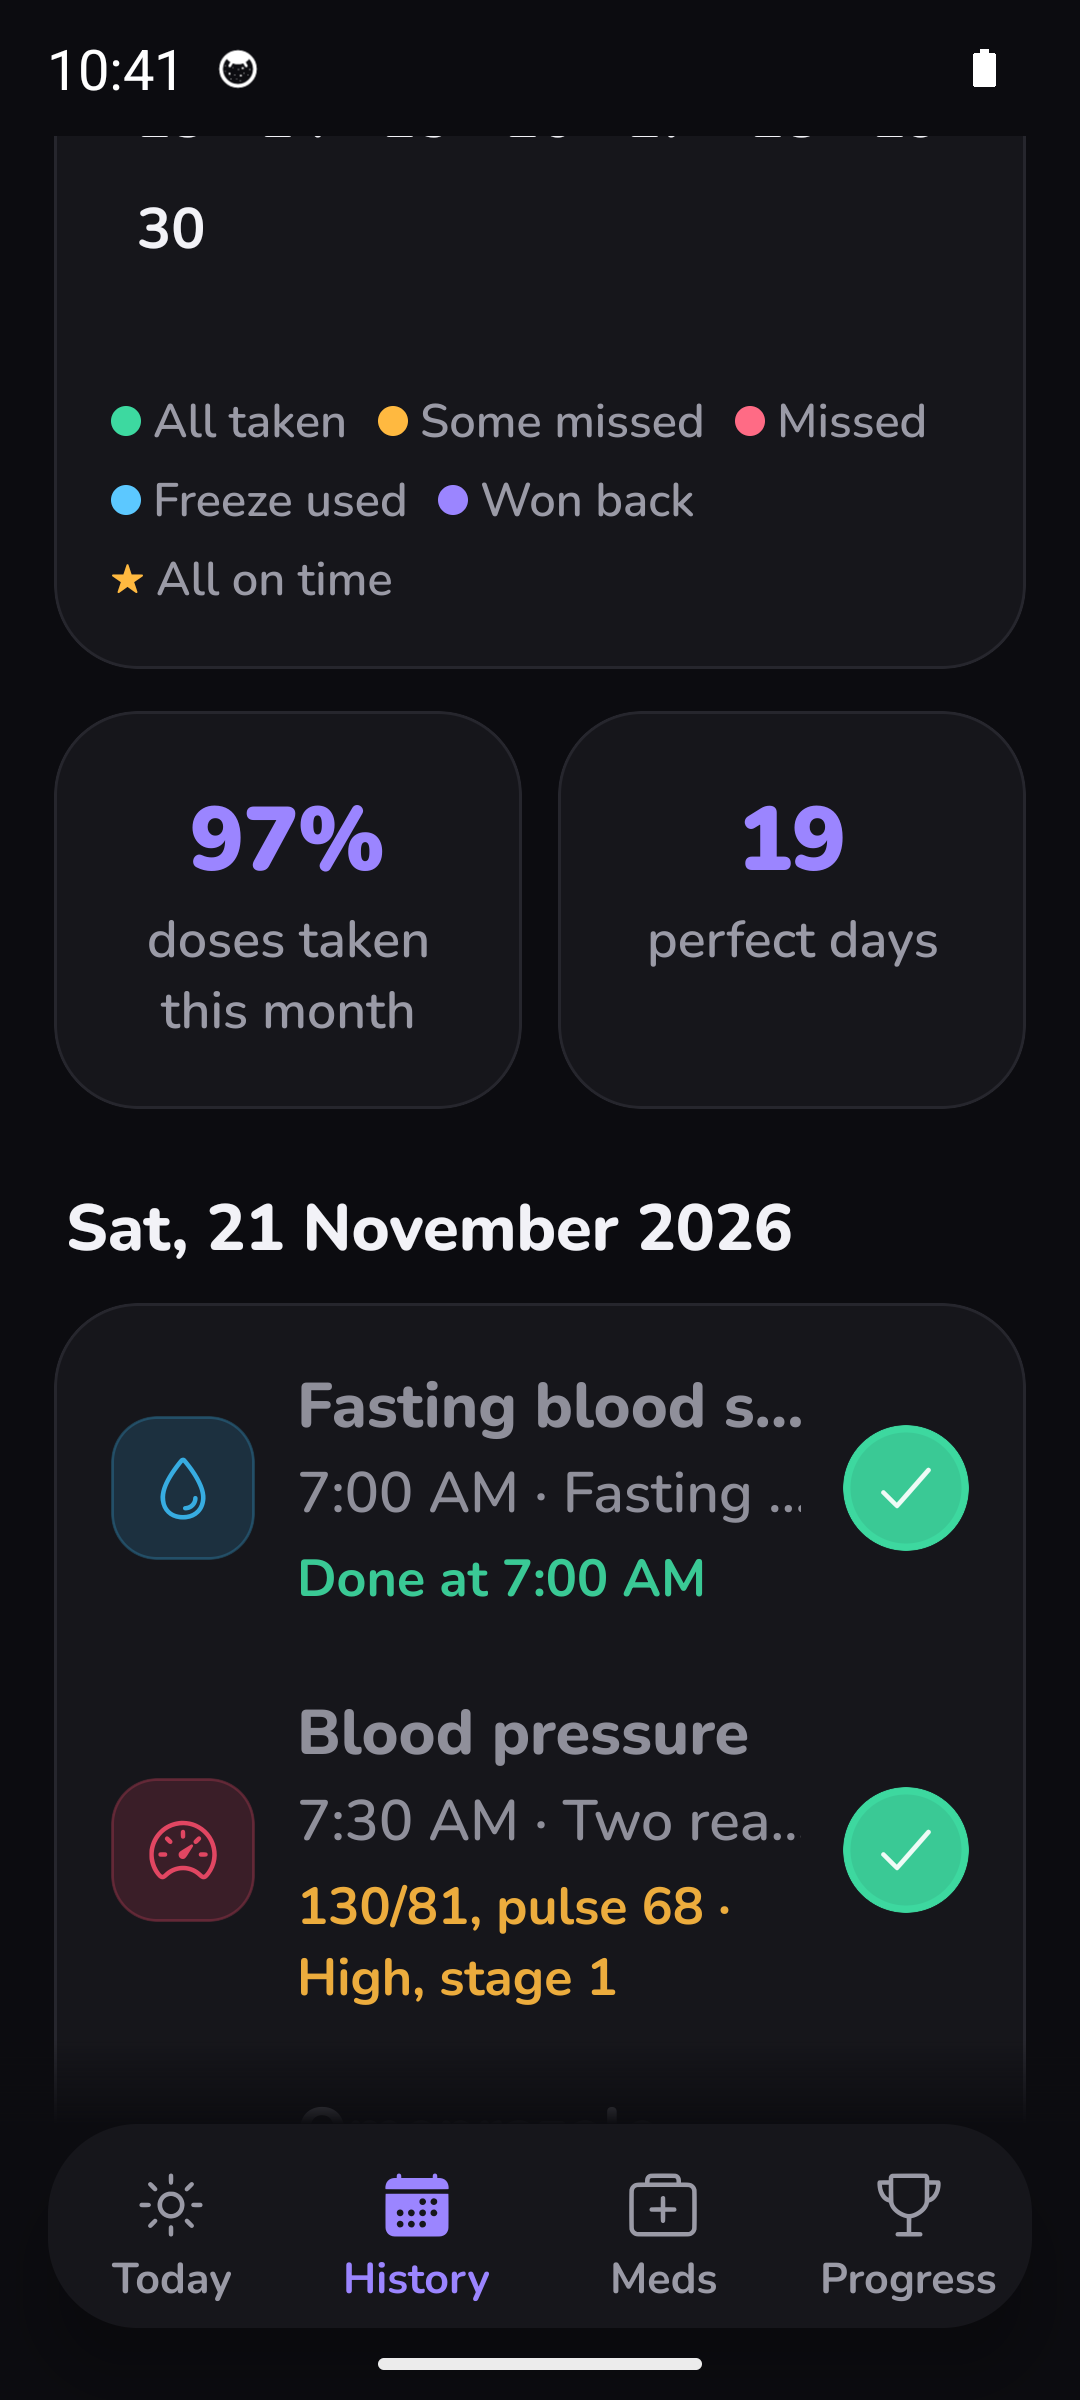 10:41
30
All taken
Some missed
Missed
Freeze used
Won back
All on time
97%
doses taken
this month
19
perfect days
Sat, 21 November 2026
Fasting blood s...
7:00 AM · Fasting ...
Done at 7:00 AM
Blood pressure
7:30 AM · Two rea...
130/81, pulse 68 ·
High, stage 1
Today
History
Meds
Progress